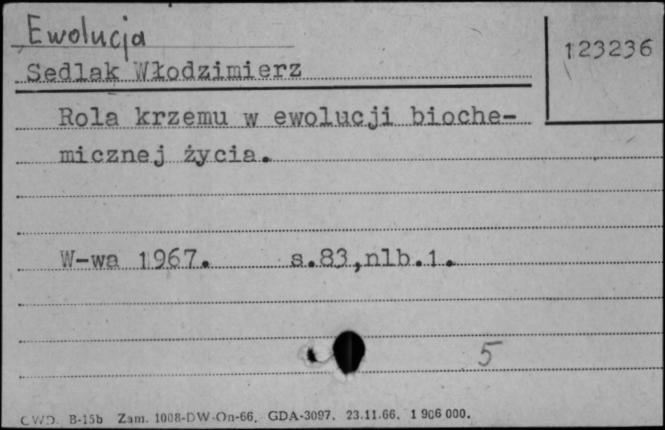 Ewolucja
123236
Sedlak Włodzimierz
Rola krzemu w ewolucji bioche-
micznej życia.
W-wa 1967. s.83,nlb.1.
5
CWD. B-15b Zam. 1008-DW-On-66. GDA-3097. 23.11.66. 1 906 000.